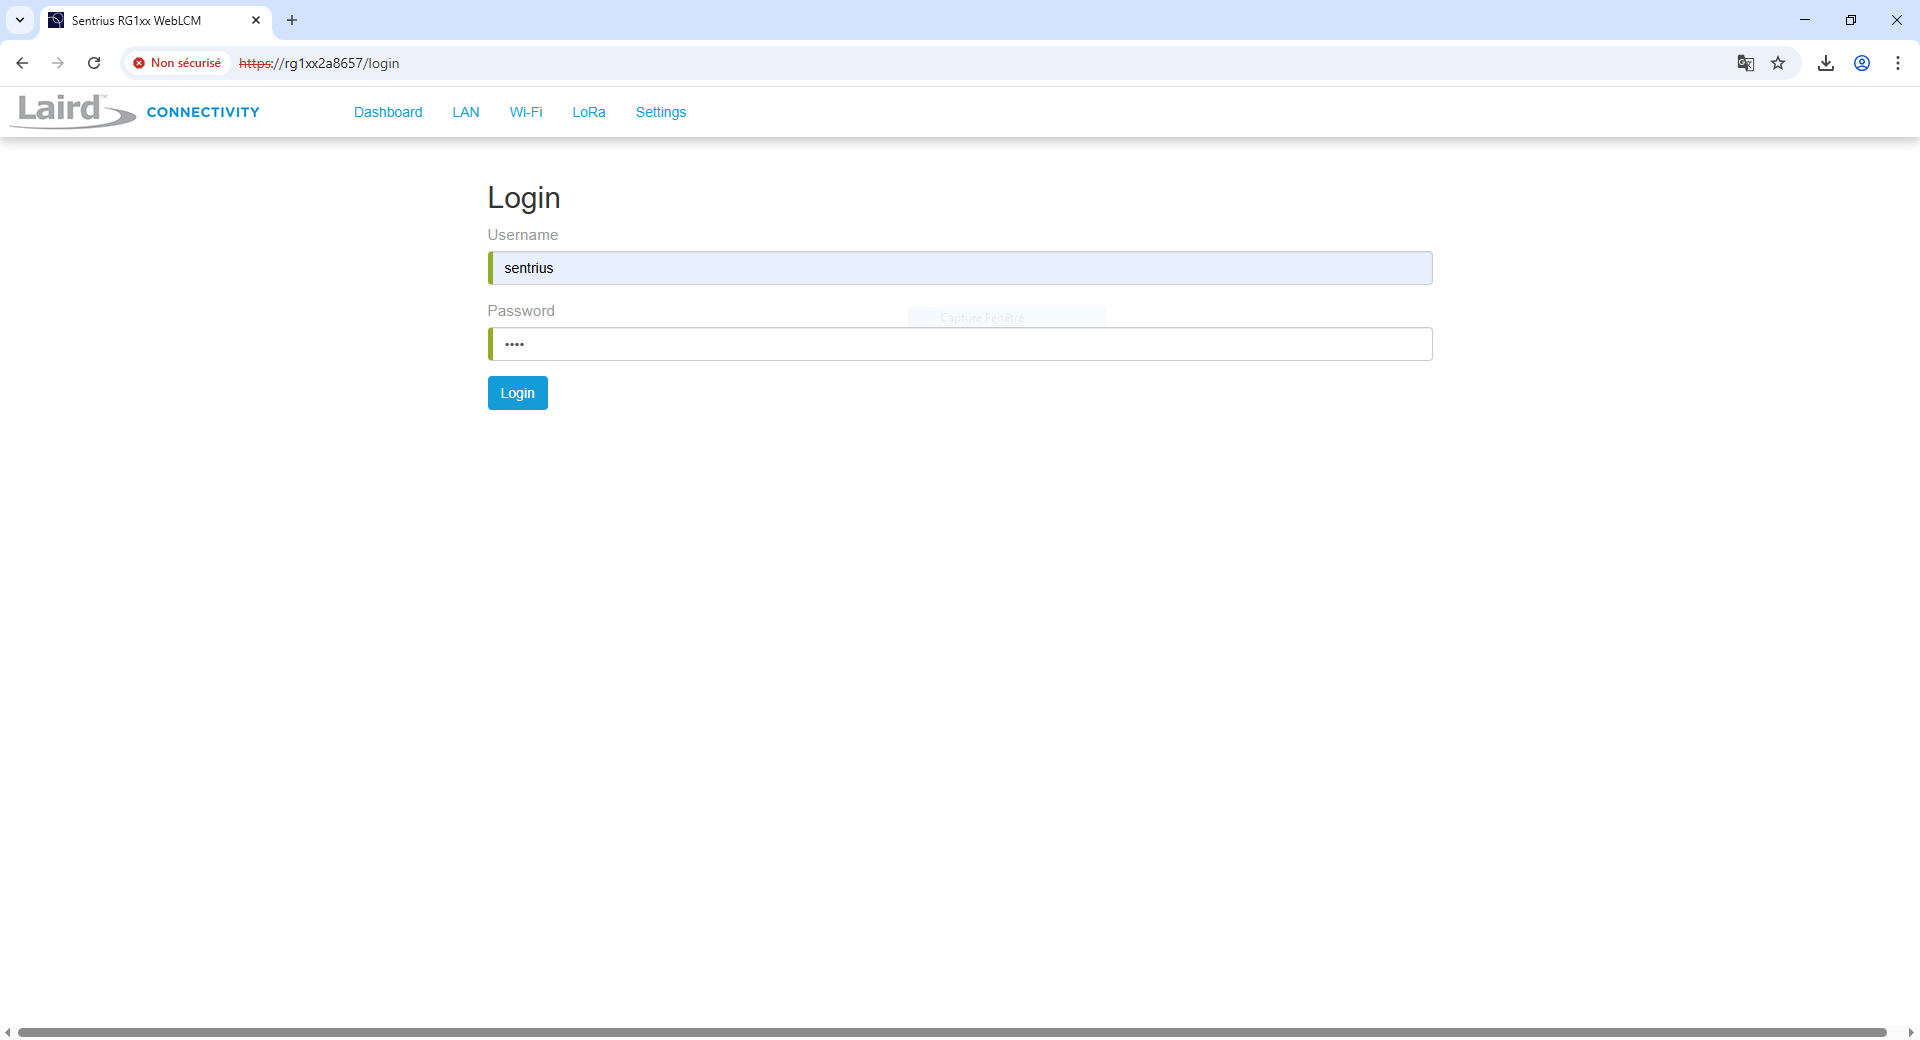 Sentrius RG1xx WebLCM
Non sécurisé https://rg1xx2a8657/login
Laird™ CONNECTIVITY Dashboard LAN Wi-Fi LoRa Settings
Login
Username
sentrius
Password
Capture Fenêtre
••••
Login